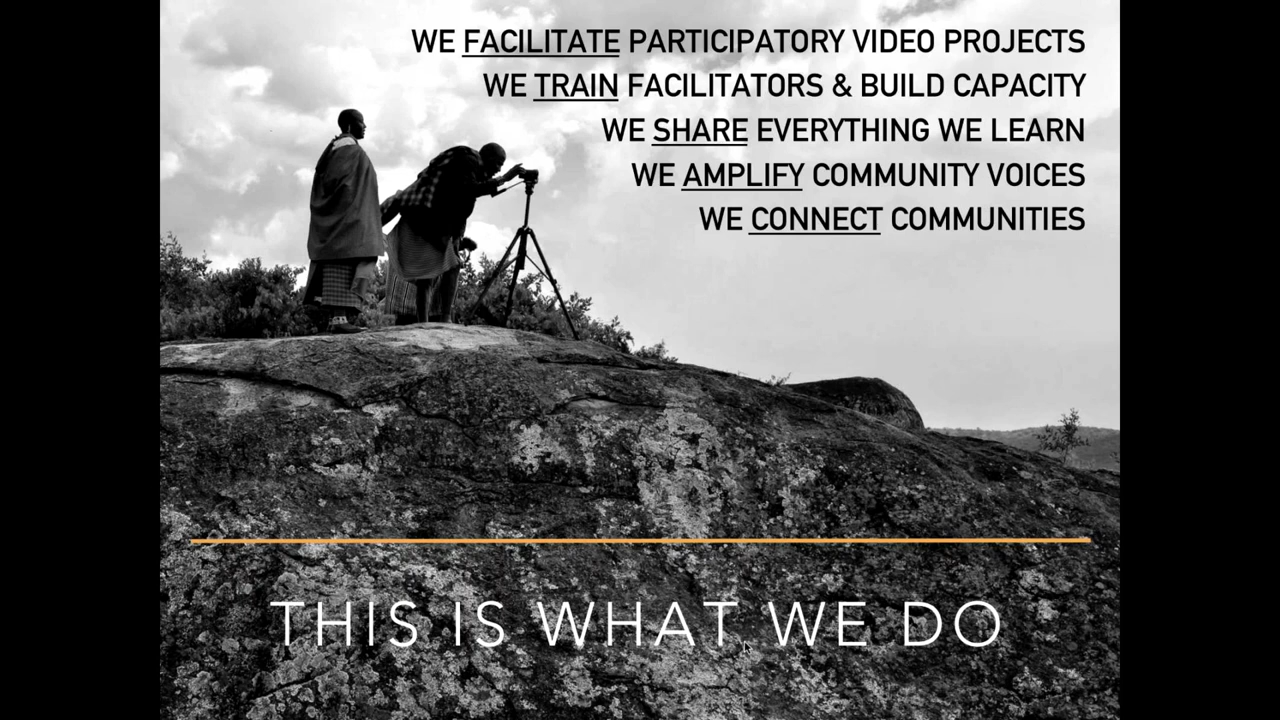 WE FACILITATE PARTICIPATORY VIDEO PROJECTS
WE TRAIN FACILITATORS & BUILD CAPACITY
WE SHARE EVERYTHING WE LEARN
WE AMPLIFY COMMUNITY VOICES
WE CONNECT COMMUNITIES
THIS IS WHAT WE DO